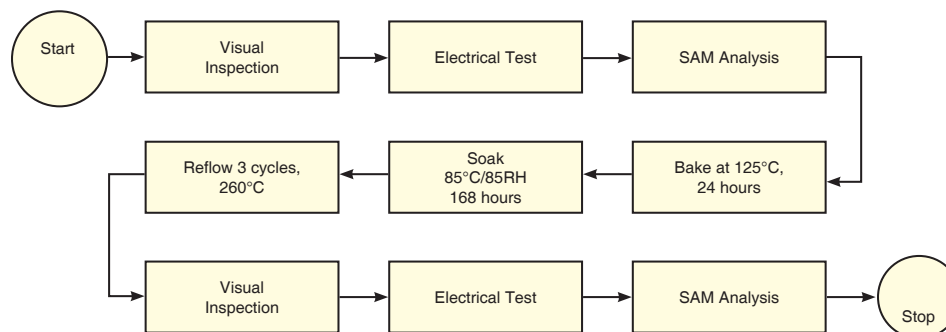 Start
Visual
Inspection
Electrical Test
SAM Analysis
Bake at 125°C,
24 hours
Soak
85°C/85RH
168 hours
Reflow 3 cycles,
260°C
Visual
Inspection
Electrical Test
SAM Analysis
Stop